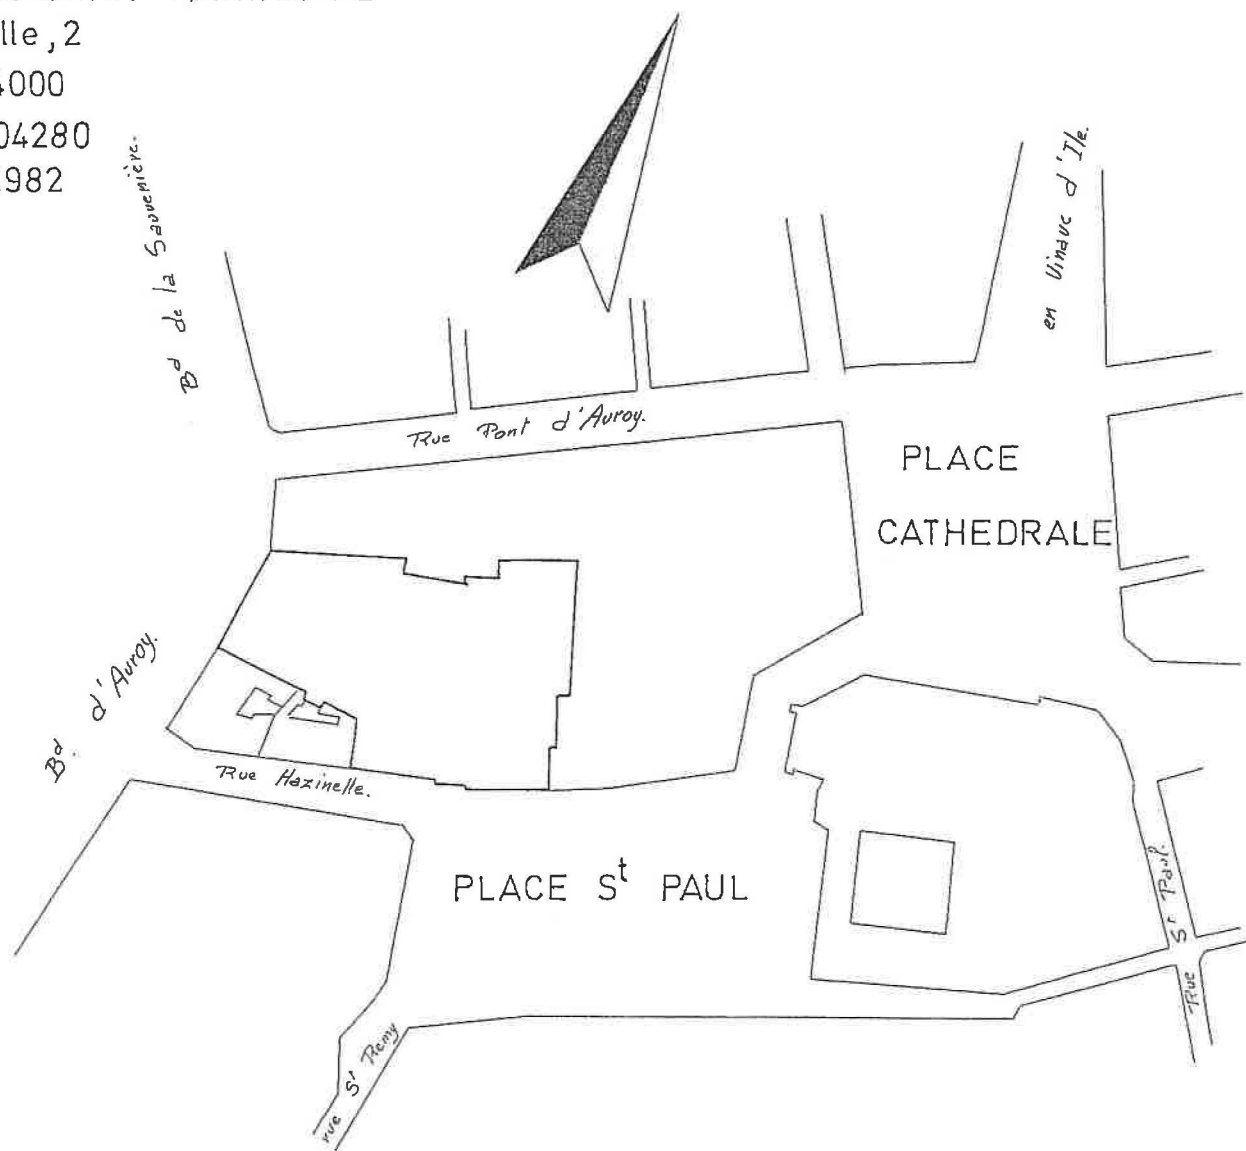 lle , 2
4000
04280
1982
Bd de la Sauvenière.
en Vinave d'Ile.
Rue Pont d'Avroy.
PLACE
CATHEDRALE
Bd. d'Avroy.
Rue Hazinelle.
PLACE St PAUL
Rue St Paul.
rue St Remy